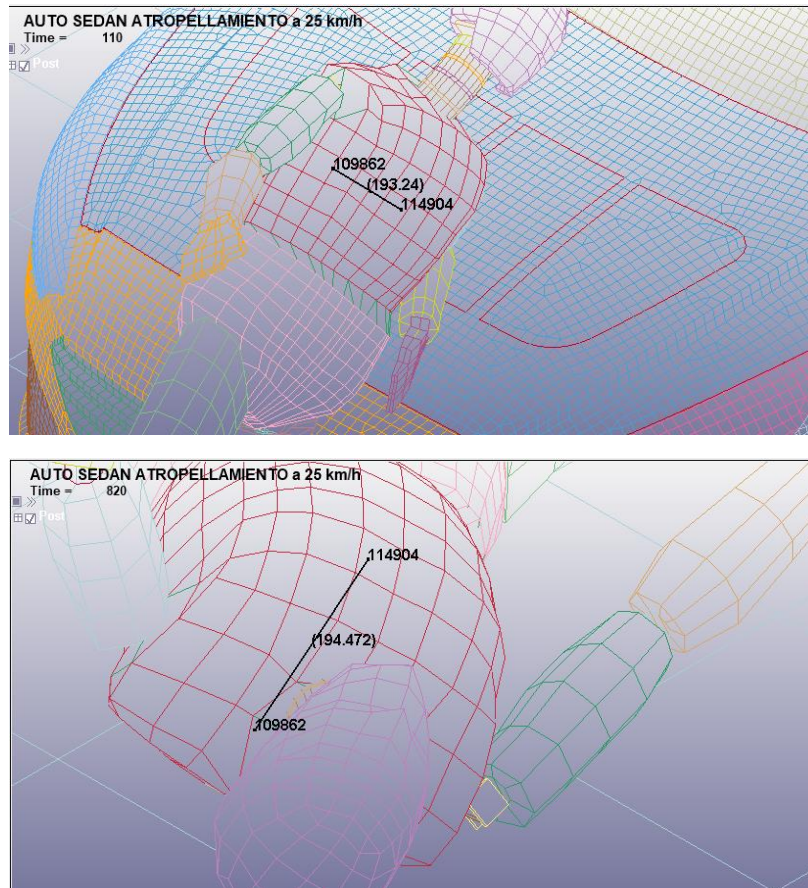 AUTO SEDAN ATROPELLAMIENTO a 25 km/h
Time = 110
Post
109862
(193.24)
114904
AUTO SEDAN ATROPELLAMIENTO a 25 km/h
Time = 820
Post
114904
(194.472)
109862